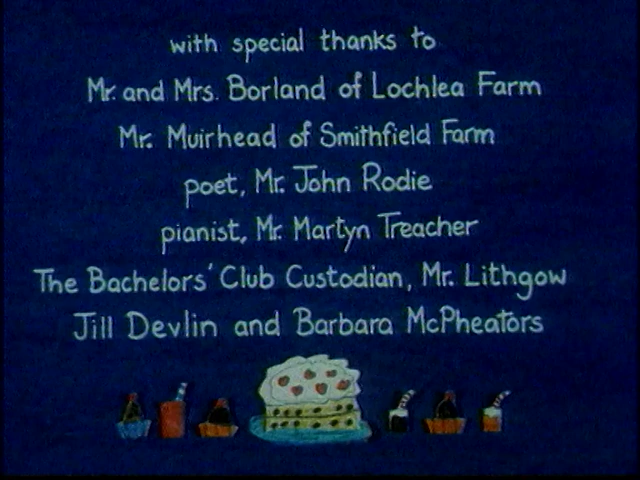 with special thanks to
Mr. and Mrs. Borland of Lochlea Farm
Mr. Muirhead of Smithfield Farm
poet, Mr. John Rodie
pianist, Mr. Martyn Treacher
The Bachelors' Club Custodian, Mr. Lithgow
Jill Devlin and Barbara McPheators